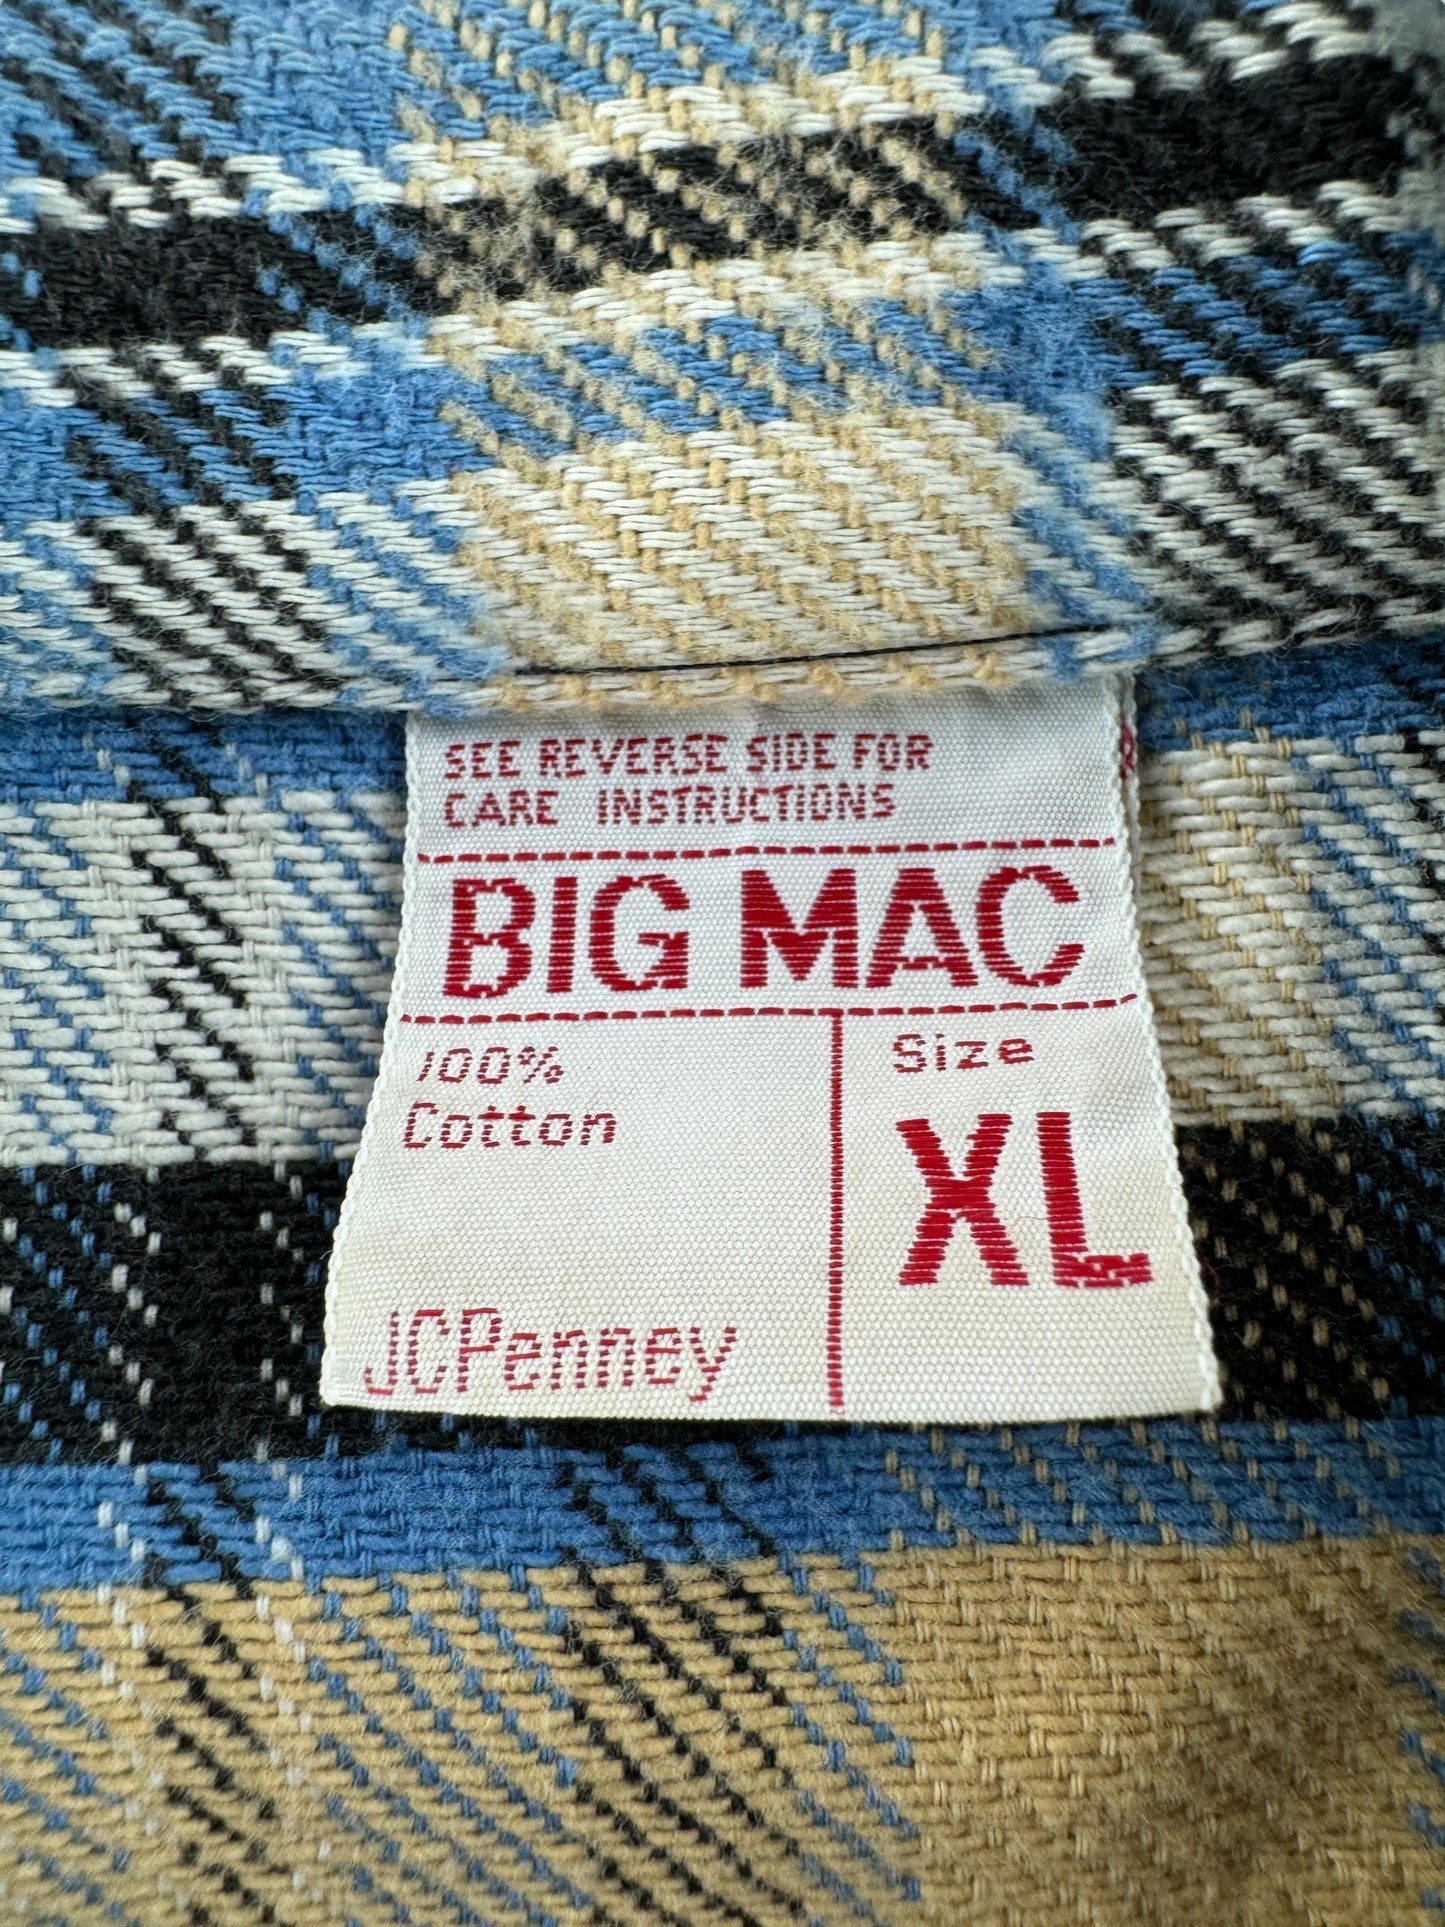 SEE REVERSE SIDE FOR
CARE INSTRUCTIONS
BIG MAC
100%
Cotton
Size
XL
JCPenney